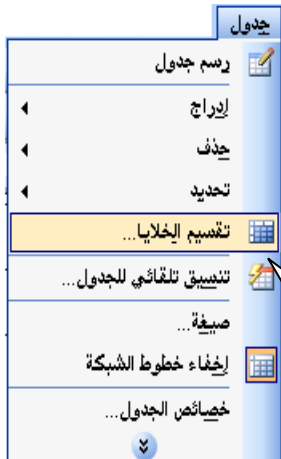 جدول
رسم جدول
إدراج
حذف
تحديد
تقسيم الخلايا...
تنسيق تلقائي للجدول...
صيغة...
إخفاء خطوط الشبكة
خصائص الجدول...